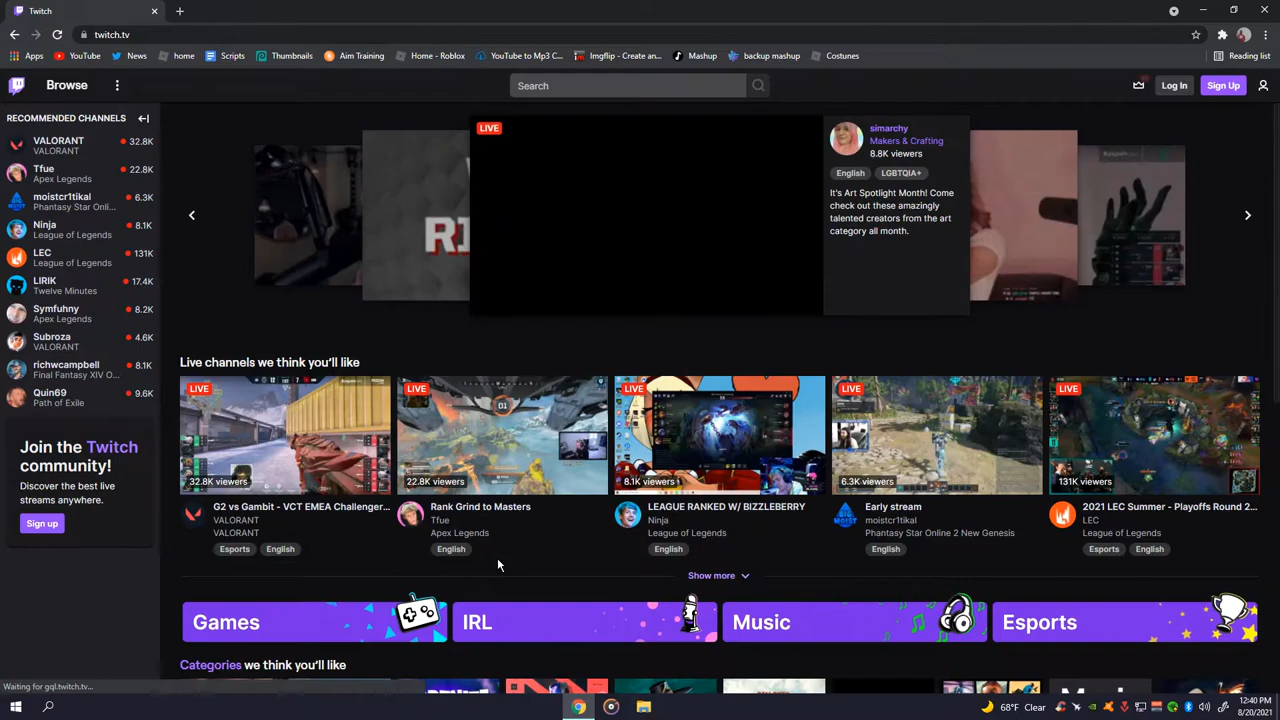 Twitch
twitch.tv
Apps
YouTube
News
home
Scripts
Thumbnails
Aim Training
Home - Roblox
YouTube to Mp3 C...
Imgflip - Create an...
Mashup
backup mashup
Costunes
Reading list
Browse
Search
Log In
Sign Up
RECOMMENDED CHANNELS
VALORANT
32.8K
VALORANT
Tfue
22.8K
Apex Legends
moistcr1tikal
6.3K
Phantasy Star Onli...
Ninja
8.1K
League of Legends
LEC
131K
League of Legends
LIRIK
17.4K
Twelve Minutes
Symfuhny
8.2K
Apex Legends
Subroza
4.6K
VALORANT
richwcampbell
8.1K
Final Fantasy XIV O...
Quin69
9.6K
Path of Exile
Join the Twitch
community!
Discover the best live
streams anywhere.
Sign up
LIVE
simarchy
Makers & Crafting
8.8K viewers
English
LGBTQIA+
It's Art Spotlight Month! Come
check out these amazingly
talented creators from the art
category all month.
Live channels we think you'll like
LIVE
32.8K viewers
G2 vs Gambit - VCT EMEA Challenger...
VALORANT
VALORANT
Esports
English
LIVE
01
22.8K viewers
Rank Grind to Masters
Tfue
Apex Legends
English
LIVE
8.1K viewers
LEAGUE RANKED W/ BIZZLEBERRY
Ninja
League of Legends
English
LIVE
6.3K viewers
Early stream
moistcr1tikal
Phantasy Star Online 2 New Genesis
English
LIVE
131K viewers
2021 LEC Summer - Playoffs Round 2...
LEC
League of Legends
Esports
English
Show more
Games
IRL
Music
Esports
Categories we think you'll like
Waiting for gql.twitch.tv...
68°F Clear
12:40 PM
8/20/2021